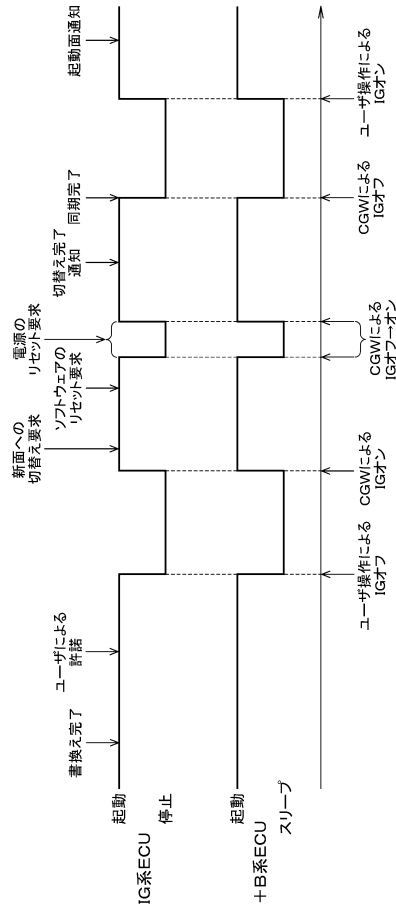 書換え完了
ユーザによる
許諾
新面への
切替え要求
ソフトウェアの
リセット要求
電源の
リセット要求
切替え完了
通知
同期完了
起動面通知
起動
IG系ECU
停止
起動
+B系ECU
スリープ
ユーザ操作による
IGオフ
CGWによる
IGオン
CGWによる
IGオフ→オン
CGWによる
IGオフ
ユーザ操作による
IGオン